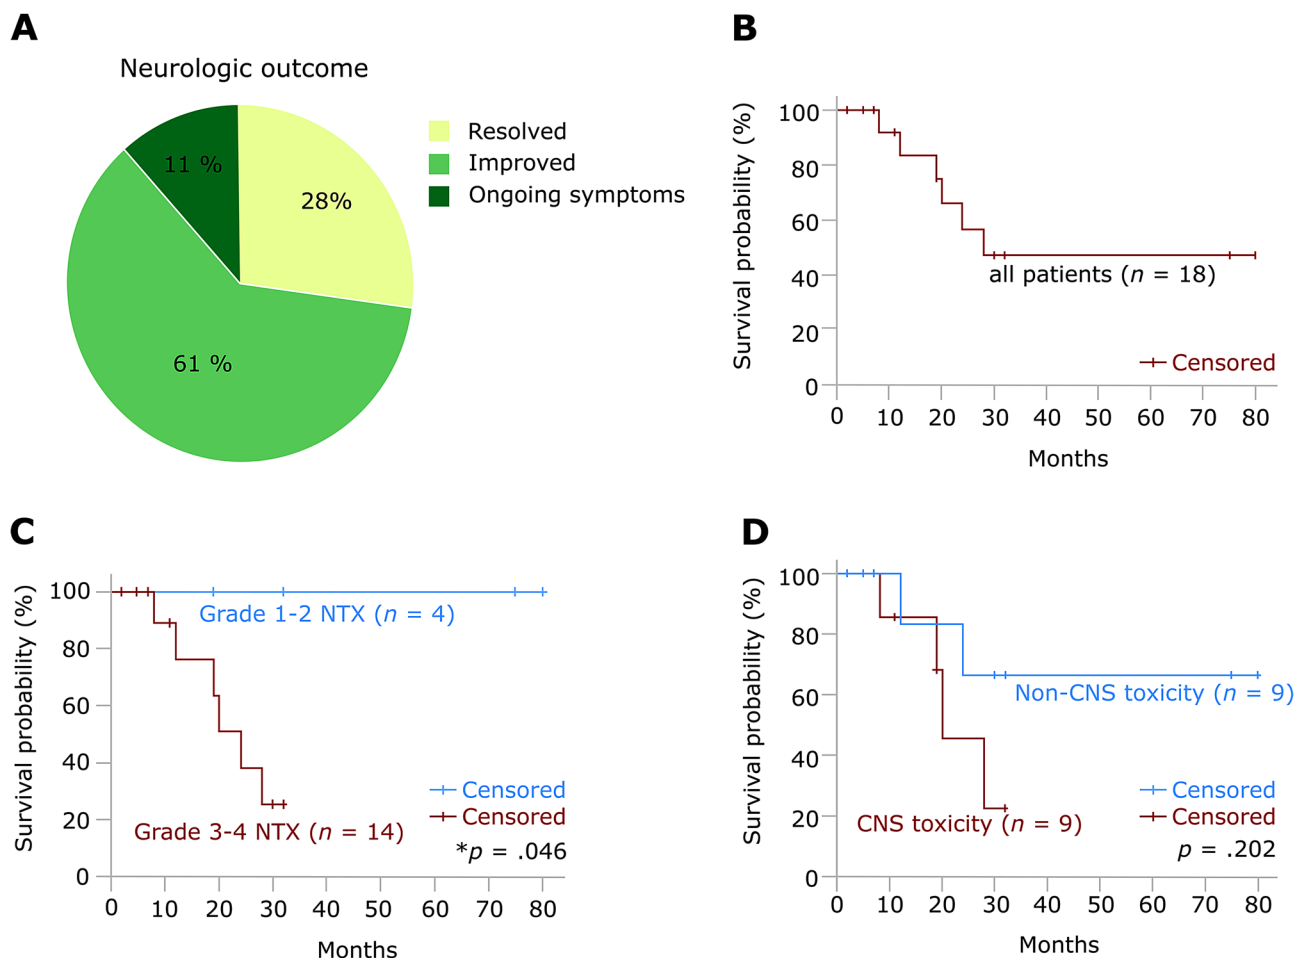 A
Neurologic outcome
11 %
28%
61 %
Resolved
Improved
Ongoing symptoms
B
Survival probability (%)
100
80
60
40
20
0
all patients (n = 18)
Censored
0 10 20 30 40 50 60 70 80
Months
C
Survival probability (%)
100
80
60
40
20
0
Grade 1-2 NTX (n = 4)
Grade 3-4 NTX (n = 14)
Censored
Censored
*p = .046
0 10 20 30 40 50 60 70 80
Months
D
Survival probability (%)
100
80
60
40
20
0
Non-CNS toxicity (n = 9)
CNS toxicity (n = 9)
Censored
Censored
p = .202
0 10 20 30 40 50 60 70 80
Months